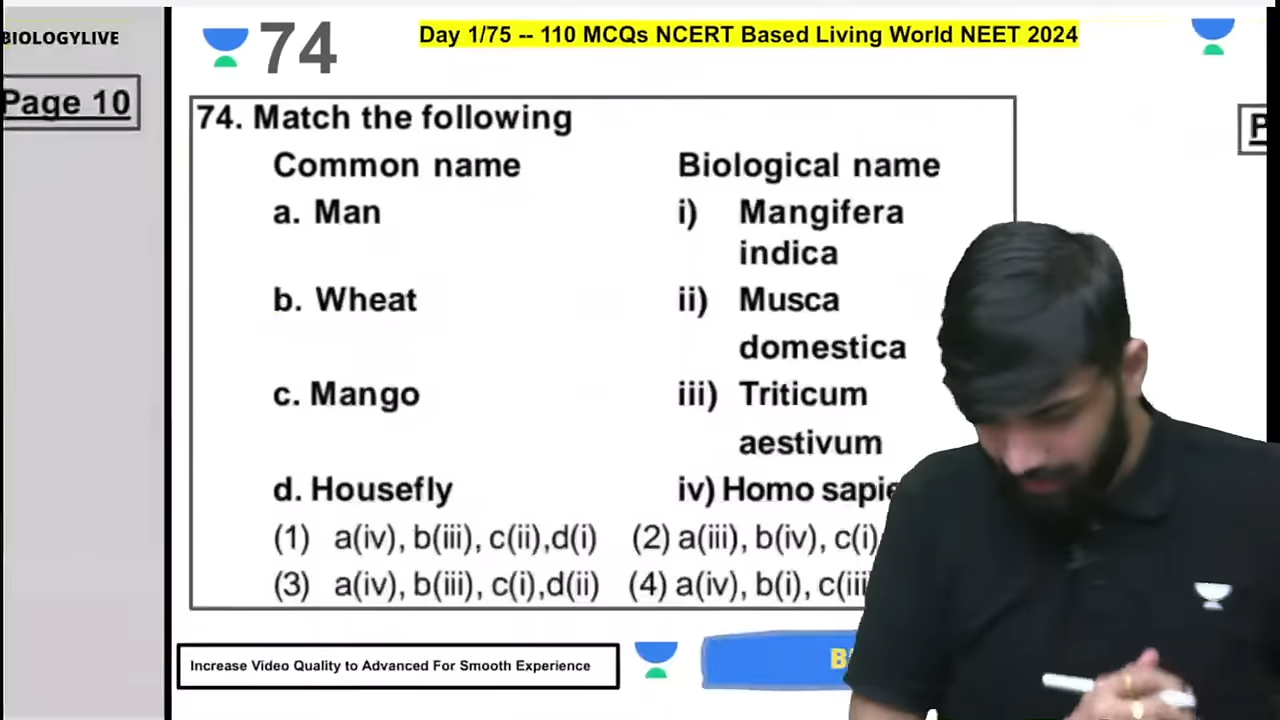 BIOLOGYLIVE
Page 10
74
Day 1/75 -- 110 MCQs NCERT Based Living World NEET 2024
74. Match the following
Common name Biological name
a. Man i) Mangifera
indica
b. Wheat ii) Musca
domestica
c. Mango iii) Triticum
aestivum
d. Housefly iv) Homo
(1) a(iv), b(iii), c(ii),d(i) (2) a(iii), b(iv), c(i)
(3) a(iv), b(iii), c(i),d(ii) (4) a(iv), b(i), c(iii
Increase Video Quality to Advanced For Smooth Experience